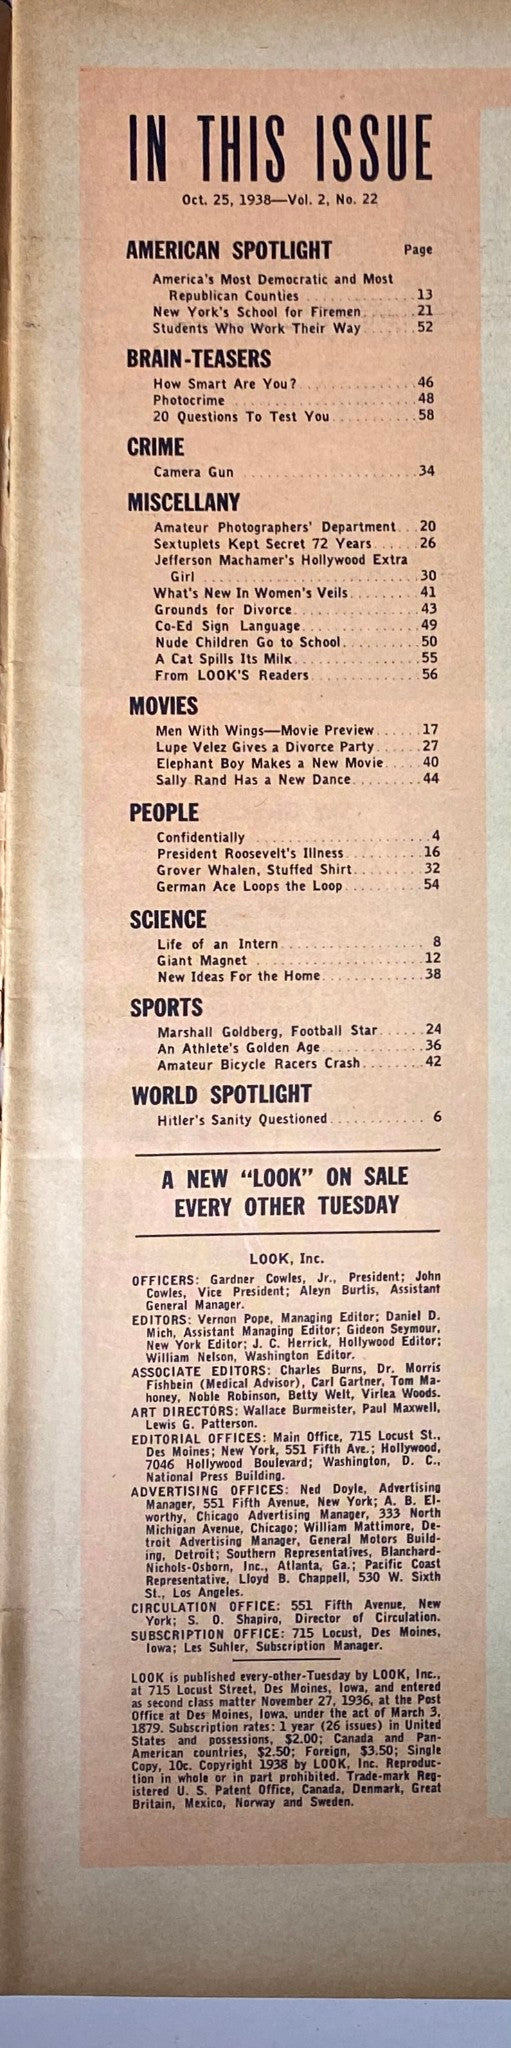 IN THIS ISSUE
Oct. 25, 1938—Vol. 2, No. 22
AMERICAN SPOTLIGHT Page
America's Most Democratic and Most
Republican Counties ........... 13
New York's School for Firemen ..... 21
Students Who Work Their Way ..... 52
BRAIN-TEASERS
How Smart Are You? ............ 46
Photocrime .................. 48
20 Questions To Test You ......... 58
CRIME
Camera Gun ................. 34
MISCELLANY
Amateur Photographers' Department ... 20
Sextuplets Kept Secret 72 Years ..... 26
Jefferson Machamer's Hollywood Extra
Girl ..................... 30
What's New In Women's Veils ...... 41
Grounds for Divorce ............ 43
Co-Ed Sign Language ........... 49
Nude Children Go to School ....... 50
A Cat Spills Its Milk ............ 55
From LOOK'S Readers .......... 56
MOVIES
Men With Wings—Movie Preview ..... 17
Lupe Velez Gives a Divorce Party .... 27
Elephant Boy Makes a New Movie .... 40
Sally Rand Has a New Dance ....... 44
PEOPLE
Confidentially ................ 4
President Roosevelt's Illness ....... 16
Grover Whalen, Stuffed Shirt ....... 32
German Ace Loops the Loop ....... 54
SCIENCE
Life of an Intern .............. 8
Giant Magnet ................ 12
New Ideas For the Home ......... 38
SPORTS
Marshall Goldberg, Football Star ..... 24
An Athlete's Golden Age ......... 36
Amateur Bicycle Racers Crash ...... 42
WORLD SPOTLIGHT
Hitler's Sanity Questioned ......... 6
A NEW "LOOK" ON SALE
EVERY OTHER TUESDAY
LOOK, Inc.
OFFICERS: Gardner Cowles, Jr., President; John
Cowles, Vice President; Aleyn Burtis, Assistant
General Manager.
EDITORS: Vernon Pope, Managing Editor; Daniel D.
Mich, Assistant Managing Editor; Gideon Seymour,
New York Editor; J. C. Herrick, Hollywood Editor;
William Nelson, Washington Editor.
ASSOCIATE EDITORS: Charles Burns, Dr. Morris
Fishbein (Medical Advisor), Carl Gartner, Tom Ma-
honey, Noble Robinson, Betty Welt, Virlea Woods.
ART DIRECTORS: Wallace Burmeister, Paul Maxwell,
Lewis G. Patterson.
EDITORIAL OFFICES: Main Office, 715 Locust St.,
Des Moines; New York, 551 Fifth Ave.; Hollywood,
7046 Hollywood Boulevard; Washington, D. C.,
National Press Building.
ADVERTISING OFFICES: Ned Doyle, Advertising
Manager, 551 Fifth Avenue, New York; A. B. El-
worthy, Chicago Advertising Manager, 333 North
Michigan Avenue, Chicago; William Mattimore, De-
troit Advertising Manager, General Motors Build-
ing, Detroit; Southern Representatives, Blanchard-
Nichols-Osborn, Inc., Atlanta, Ga.; Pacific Coast
Representative, Lloyd B. Chappell, 530 W. Sixth
St., Los Angeles.
CIRCULATION OFFICE: 551 Fifth Avenue, New
York; S. O. Shapiro, Director of Circulation.
SUBSCRIPTION OFFICE: 715 Locust, Des Moines,
Iowa; Les Suhler, Subscription Manager.
LOOK is published every-other-Tuesday by LOOK, Inc.,
at 715 Locust Street, Des Moines, Iowa, and entered
as second class matter November 27, 1936, at the Post
Office at Des Moines, Iowa, under the act of March 3,
1879. Subscription rates: 1 year (26 issues) in United
States and possessions, $2.00; Canada and Pan-
American countries, $2.50; Foreign, $3.50; Single
Copy, 10c. Copyright 1938 by LOOK, Inc. Reproduc-
tion in whole or in part prohibited. Trade-mark Reg-
istered U. S. Patent Office, Canada, Denmark, Great
Britain, Mexico, Norway and Sweden.